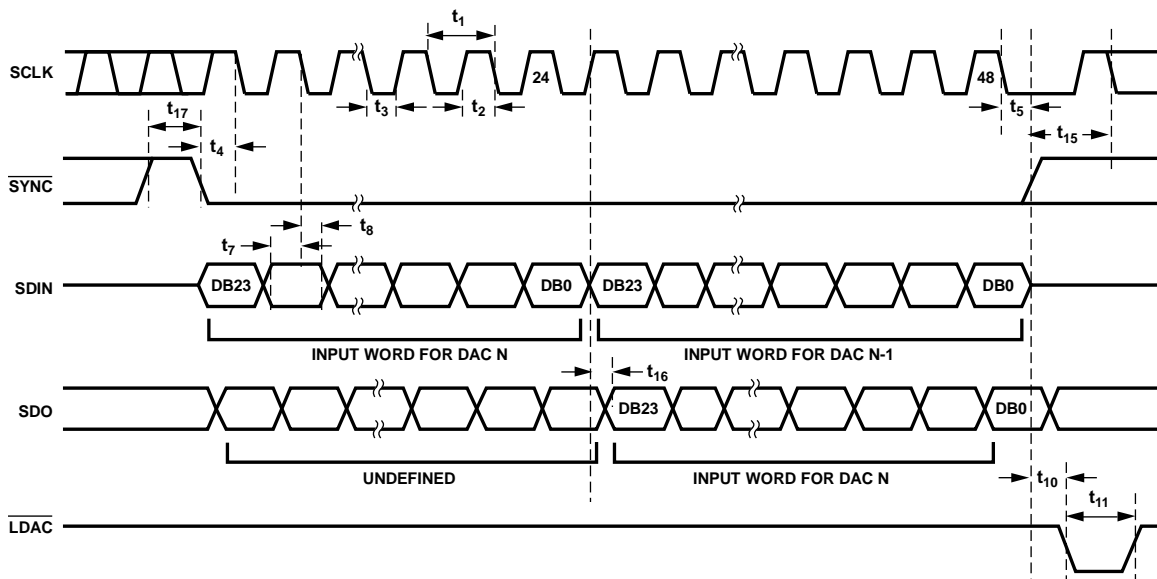 t1
SCLK
24
48
t3
t2
t5
t17
t15
t4
SYNC
t8
t7
SDIN
DB23
DB0
DB23
DB0
INPUT WORD FOR DAC N
INPUT WORD FOR DAC N-1
t16
SDO
DB23
DB0
UNDEFINED
INPUT WORD FOR DAC N
t10
t11
LDAC